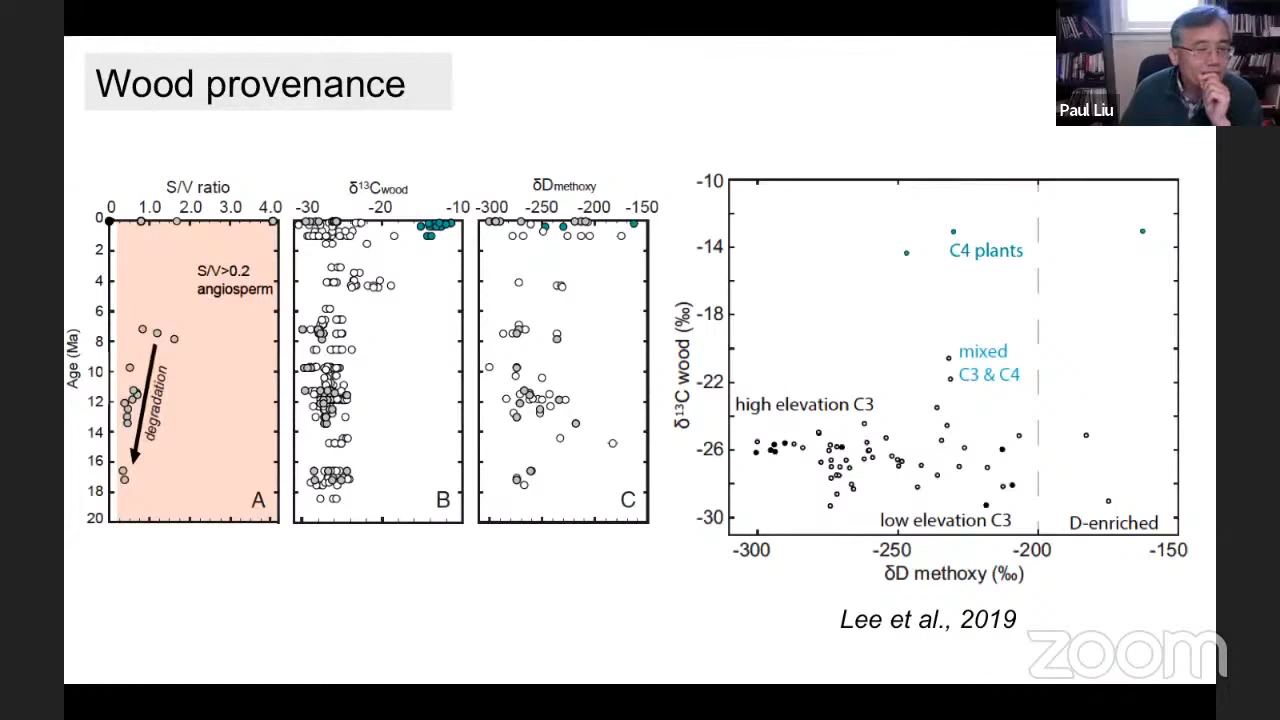 Wood provenance
Paul Liu
S/V ratio
0 1.0 2.0 3.0 4.0
0
2
4
6
8
10
12
14
16
18
20
Age (Ma)
S/V>0.2
angiosperm
degradation
A
δ13Cwood
-30 -20 -10
B
δDmethoxy
-300 -250 -200 -150
C
-10
-14
-18
-22
-26
-30
δ13C wood (‰)
C4 plants
mixed
C3 & C4
high elevation C3
low elevation C3
D-enriched
-300 -250 -200 -150
δD methoxy (‰)
Lee et al., 2019
zoom